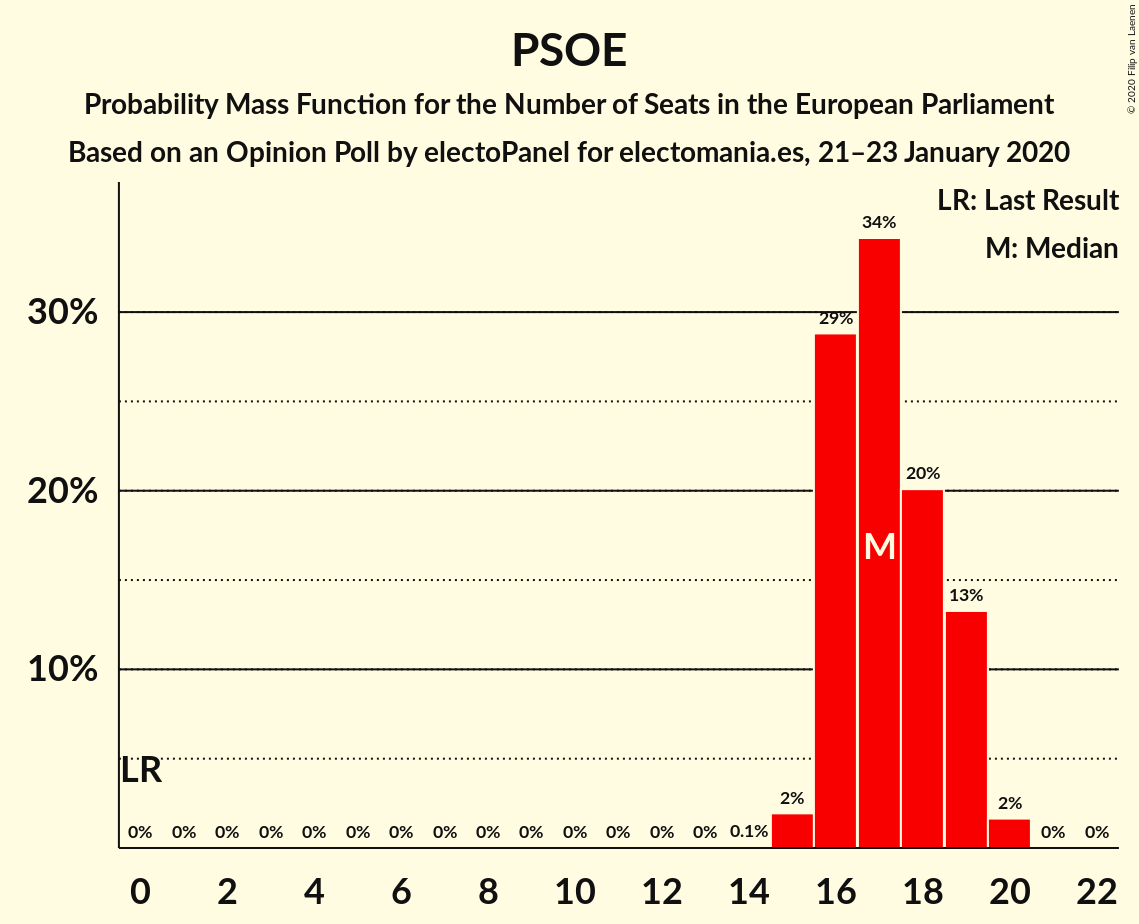 PSOE
Probability Mass Function for the Number of Seats in the European Parliament
Based on an Opinion Poll by electoPanel for electomania.es, 21–23 January 2020
© 2020 Filip van Laenen
LR: Last Result
M: Median
34%
30%
29%
20%
20%
M
13%
10%
LR
0% 0% 0% 0% 0% 0% 0% 0% 0% 0% 0% 0% 0% 0% 0.1% 2% 2% 0% 0%
0 2 4 6 8 10 12 14 16 18 20 22